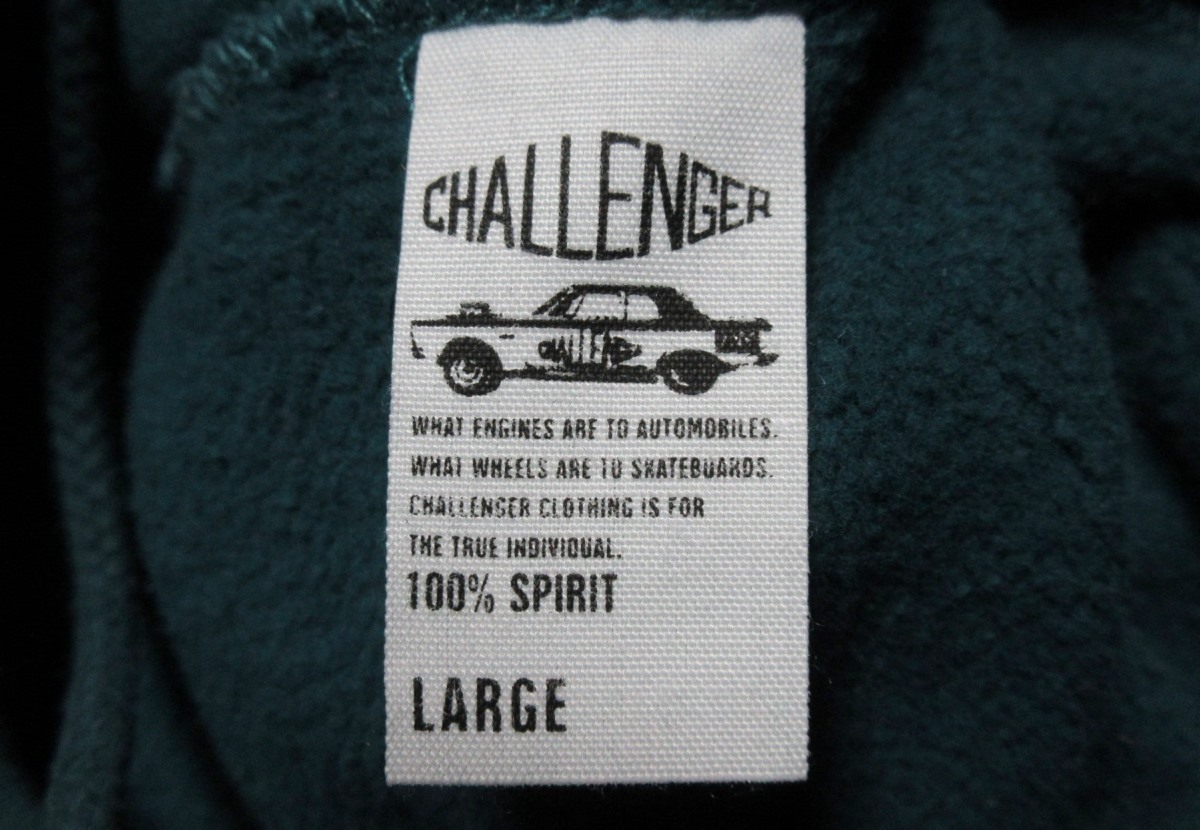 CHALLENGER
CHALLENGER
WHAT ENGINES ARE TO AUTOMOBILES.
WHAT WHEELS ARE TO SKATEBOARDS.
CHALLENGER CLOTHING IS FOR
THE TRUE INDIVIDUAL.
100% SPIRIT
LARGE